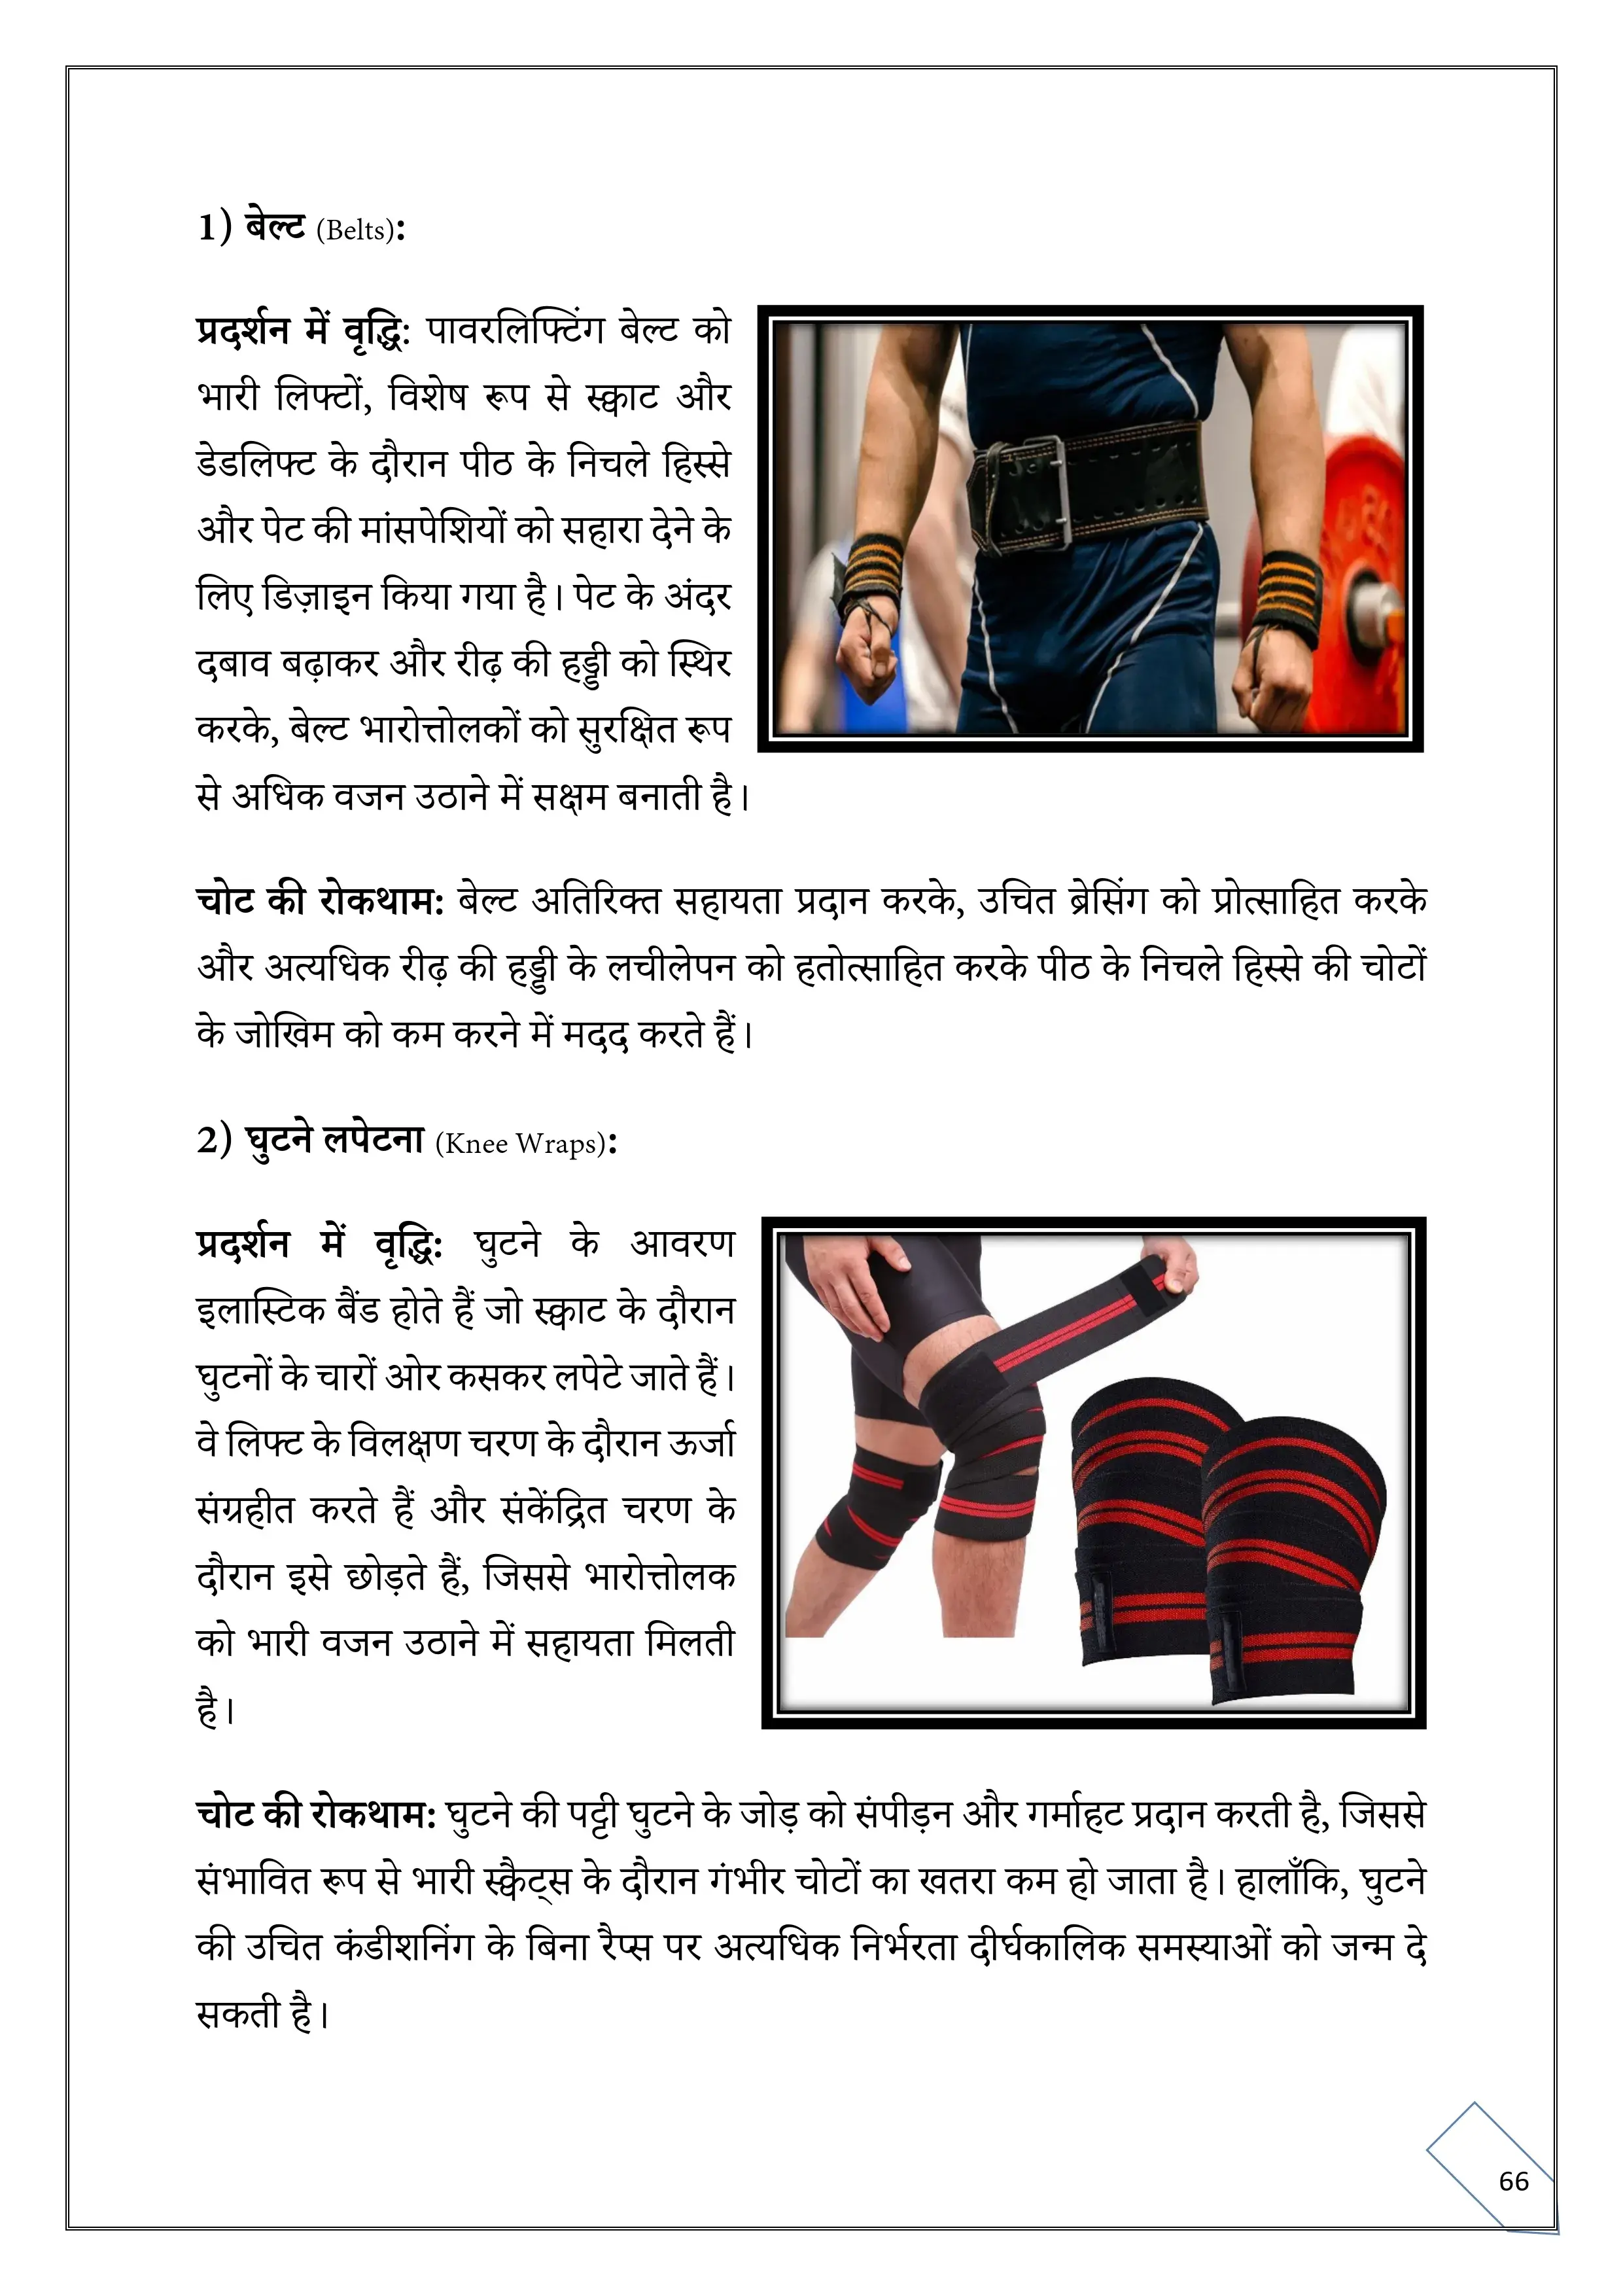 1) बेल्ट (Belts):
प्रदर्शन में वृद्धि: पावरलिफ्टिंग बेल्ट को
भारी लिफ्टों, विशेष रूप से स्क्वाट और
डेडलिफ्ट के दौरान पीठ के निचले हिस्से
और पेट की मांसपेशियों को सहारा देने के
लिए डिज़ाइन किया गया है। पेट के अंदर
दबाव बढ़ाकर और रीढ़ की हड्डी को स्थिर
करके, बेल्ट भारोत्तोलकों को सुरक्षित रूप
से अधिक वजन उठाने में सक्षम बनाती है।
चोट की रोकथाम: बेल्ट अतिरिक्त सहायता प्रदान करके, उचित ब्रेसिंग को प्रोत्साहित करके
और अत्यधिक रीढ़ की हड्डी के लचीलेपन को हतोत्साहित करके पीठ के निचले हिस्से की चोटों
के जोखिम को कम करने में मदद करते हैं।
2) घुटने लपेटना (Knee Wraps):
प्रदर्शन में वृद्धि: घुटने के आवरण
इलास्टिक बैंड होते हैं जो स्क्वाट के दौरान
घुटनों के चारों ओर कसकर लपेटे जाते हैं।
वे लिफ्ट के विलक्षण चरण के दौरान ऊर्जा
संग्रहीत करते हैं और संकेंद्रित चरण के
दौरान इसे छोड़ते हैं, जिससे भारोत्तोलक
को भारी वजन उठाने में सहायता मिलती
है।
चोट की रोकथाम: घुटने की पट्टी घुटने के जोड़ को संपीड़न और गर्माहट प्रदान करती है, जिससे
संभावित रूप से भारी स्क्वैट्स के दौरान गंभीर चोटों का खतरा कम हो जाता है। हालाँकि, घुटने
की उचित कंडीशनिंग के बिना रैप्स पर अत्यधिक निर्भरता दीर्घकालिक समस्याओं को जन्म दे
सकती है।
66